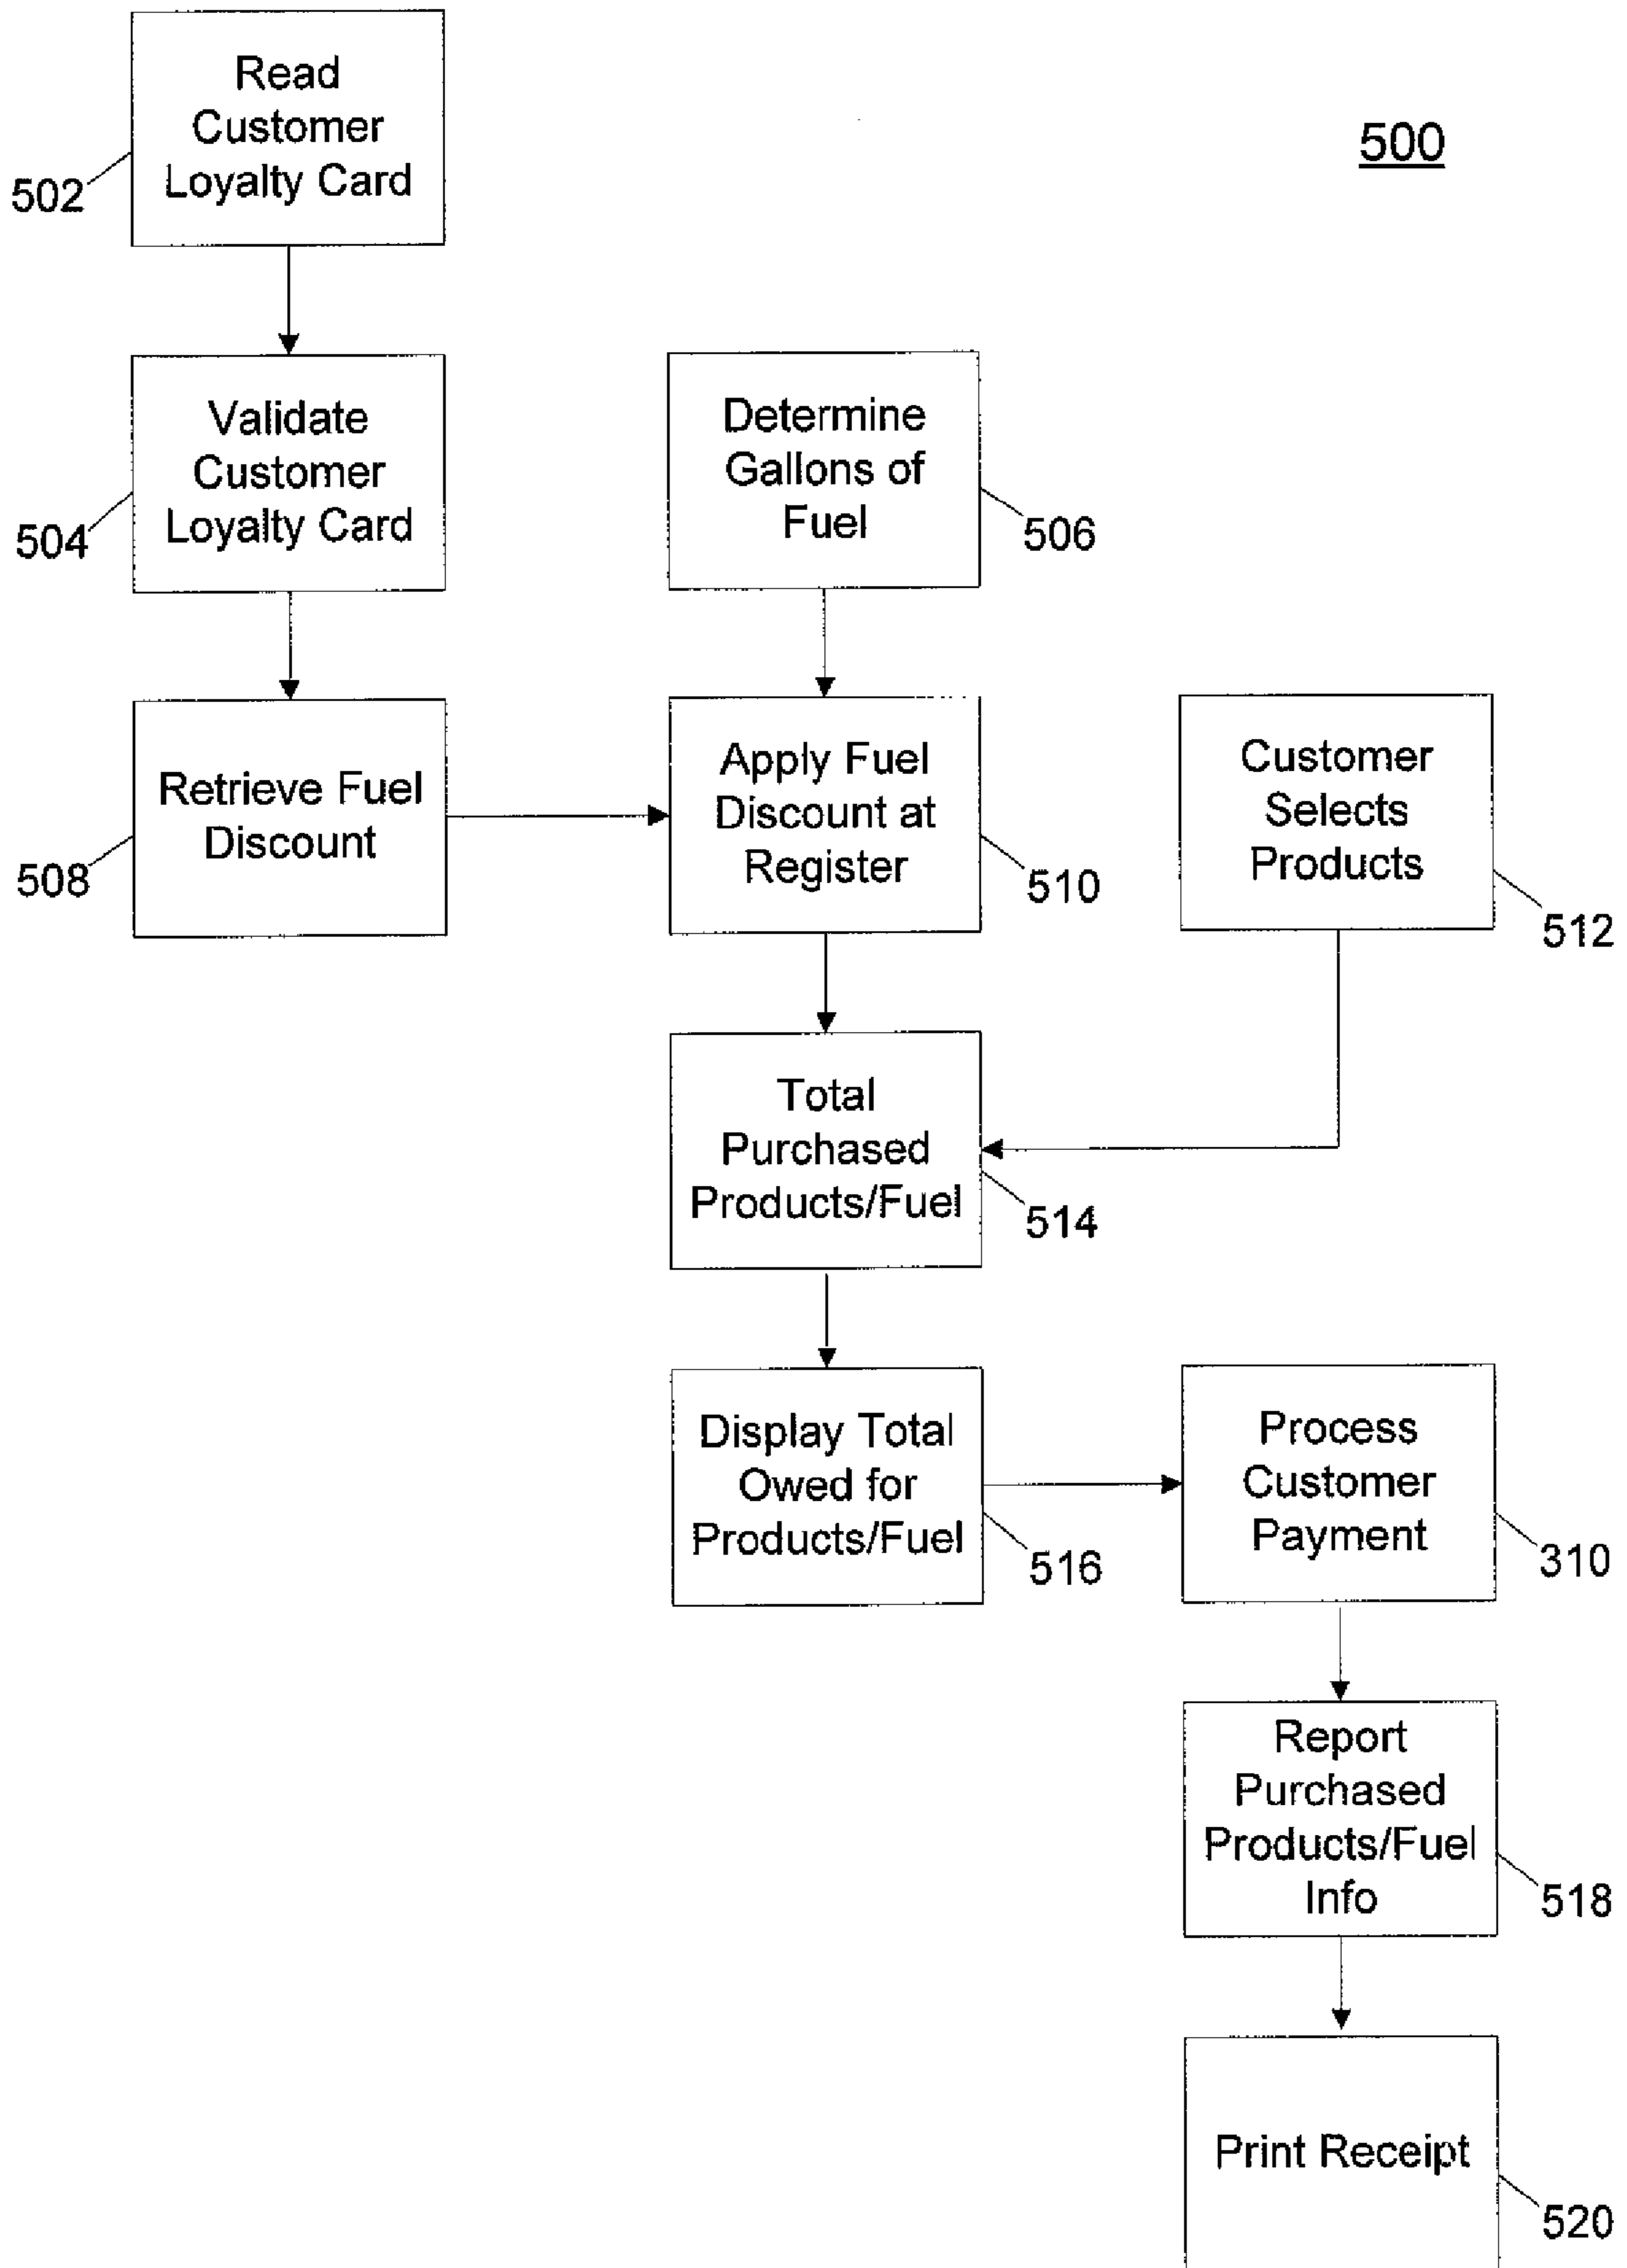 500
Read
Customer
Loyalty Card
502
Validate
Customer
Loyalty Card
504
Determine
Gallons of
Fuel
506
Retrieve Fuel
Discount
508
Apply Fuel
Discount at
Register
510
Customer
Selects
Products
512
Total
Purchased
Products/Fuel
514
Display Total
Owed for
Products/Fuel
516
Process
Customer
Payment
310
Report
Purchased
Products/Fuel
Info
518
Print Receipt
520